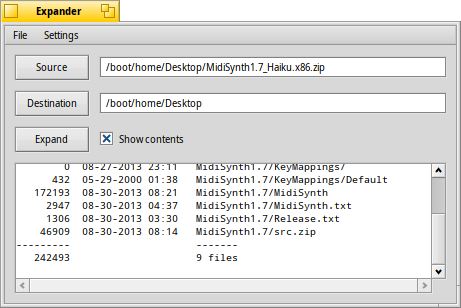 Expander
File Settings
Source /boot/home/Desktop/MidiSynth1.7_Haiku.x86.zip
Destination /boot/home/Desktop
Expand Show contents
0 08-27-2013 23:11 MidiSynth1.7/KeyMappings/
432 05-29-2000 01:38 MidiSynth1.7/KeyMappings/Default
172193 08-30-2013 08:21 MidiSynth1.7/MidiSynth
2947 08-30-2013 04:37 MidiSynth1.7/MidiSynth.txt
1306 08-30-2013 03:30 MidiSynth1.7/Release.txt
46909 08-30-2013 08:14 MidiSynth1.7/src.zip
--------- -------
242493 9 files